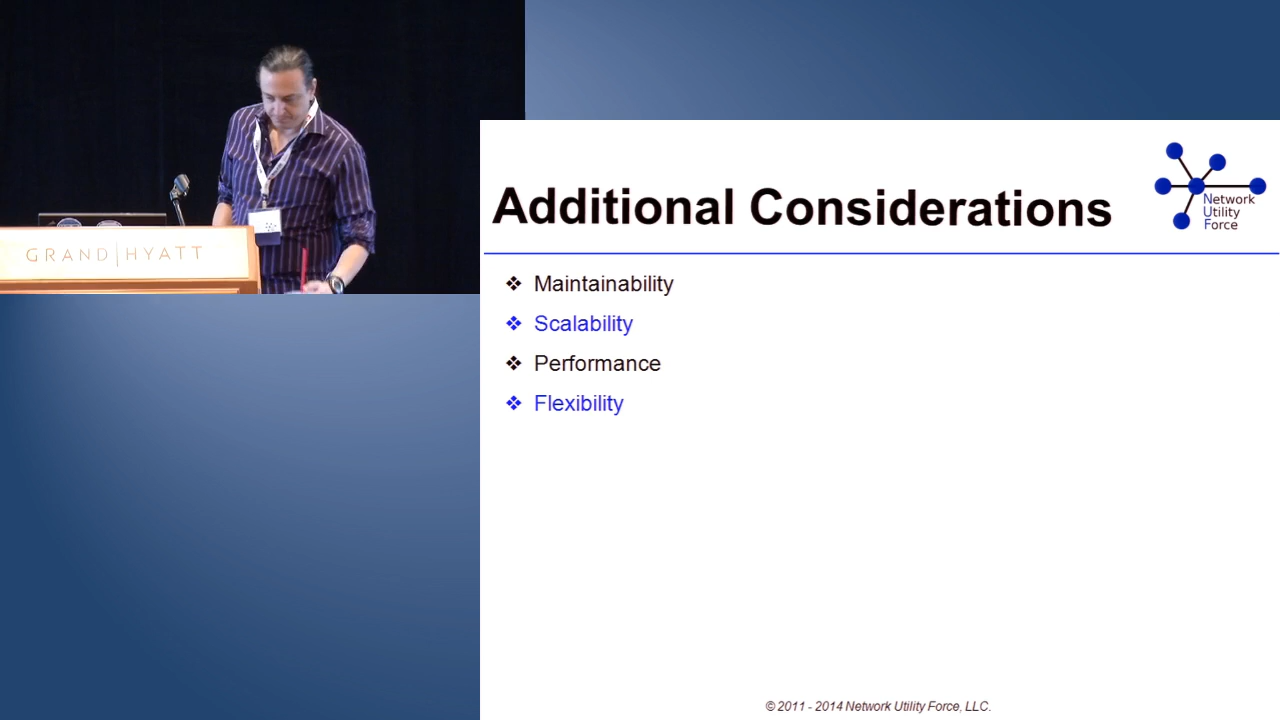 GRAND HYATT
Additional Considerations
Network
Utility
Force
❖ Maintainability
❖ Scalability
❖ Performance
❖ Flexibility
© 2011 - 2014 Network Utility Force, LLC.